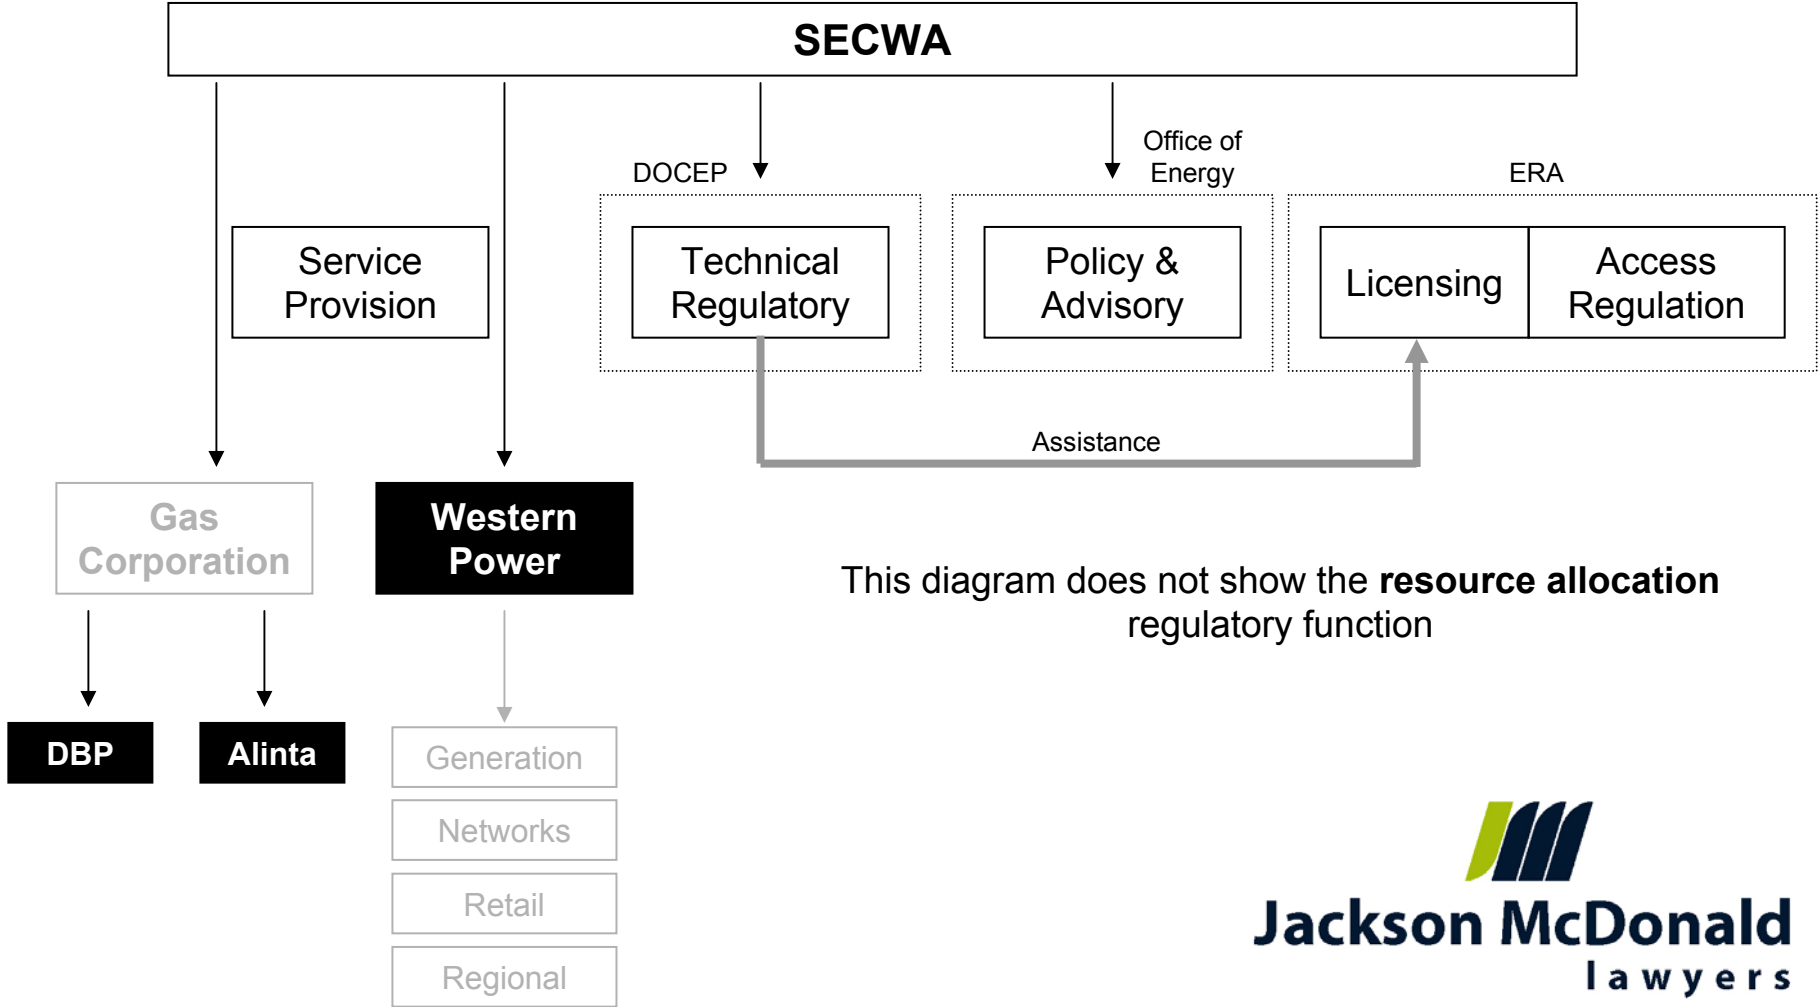 SECWA
Office of
Energy
DOCEP
ERA
Service
Provision
Technical
Regulatory
Policy &
Advisory
Licensing
Access
Regulation
Assistance
Gas
Corporation
Western
Power
This diagram does not show the resource allocation
regulatory function
DBP
Alinta
Generation
Networks
Retail
Regional
Jackson McDonald
lawyers